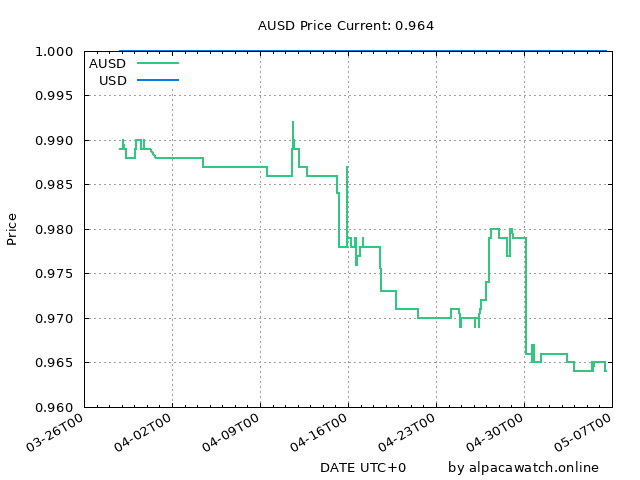 AUSD Price Current: 0.964
1.000
AUSD
USD
0.995
0.990
0.985
0.980
Price
0.975
0.970
0.965
0.960
03-26T00 04-02T00 04-09T00 04-16T00 04-23T00 04-30T00 05-07T00
DATE UTC+0 by alpacawatch.online